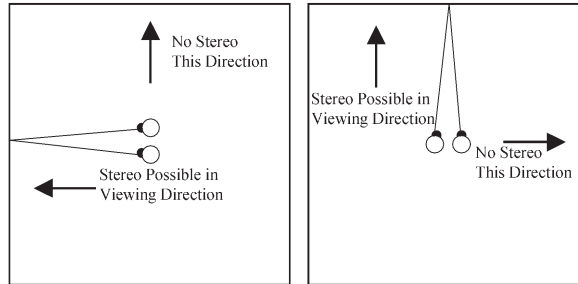 No Stereo
This Direction
Stereo Possible in
Viewing Direction
Stereo Possible in
Viewing Direction
No Stereo
This Direction